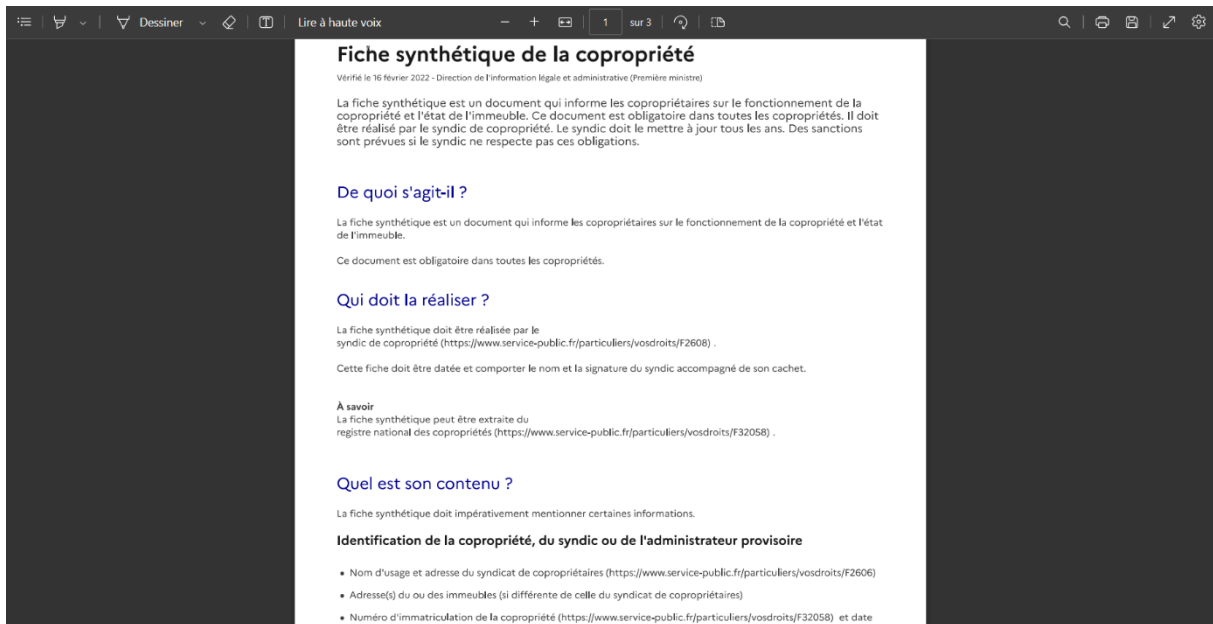 Dessiner
Lire à haute voix
1
sur 3
Fiche synthétique de la copropriété
Vérifié le 16 février 2022 - Direction de l'information légale et administrative (Première ministre)
La fiche synthétique est un document qui informe les copropriétaires sur le fonctionnement de la
copropriété et l'état de l'immeuble. Ce document est obligatoire dans toutes les copropriétés. Il doit
être réalisé par le syndic de copropriété. Le syndic doit le mettre à jour tous les ans. Des sanctions
sont prévues si le syndic ne respecte pas ces obligations.
De quoi s'agit-il ?
La fiche synthétique est un document qui informe les copropriétaires sur le fonctionnement de la copropriété et l'état
de l'immeuble.
Ce document est obligatoire dans toutes les copropriétés.
Qui doit la réaliser ?
La fiche synthétique doit être réalisée par le
syndic de copropriété (https://www.service-public.fr/particuliers/vosdroits/F2608) .
Cette fiche doit être datée et comporter le nom et la signature du syndic accompagné de son cachet.
À savoir
La fiche synthétique peut être extraite du
registre national des copropriétés (https://www.service-public.fr/particuliers/vosdroits/F32058) .
Quel est son contenu ?
La fiche synthétique doit impérativement mentionner certaines informations.
Identification de la copropriété, du syndic ou de l'administrateur provisoire
• Nom d'usage et adresse du syndicat de copropriétaires (https://www.service-public.fr/particuliers/vosdroits/F2606)
• Adresse(s) du ou des immeubles (si différente de celle du syndicat de copropriétaires)
• Numéro d'immatriculation de la copropriété (https://www.service-public.fr/particuliers/vosdroits/F32058) et date